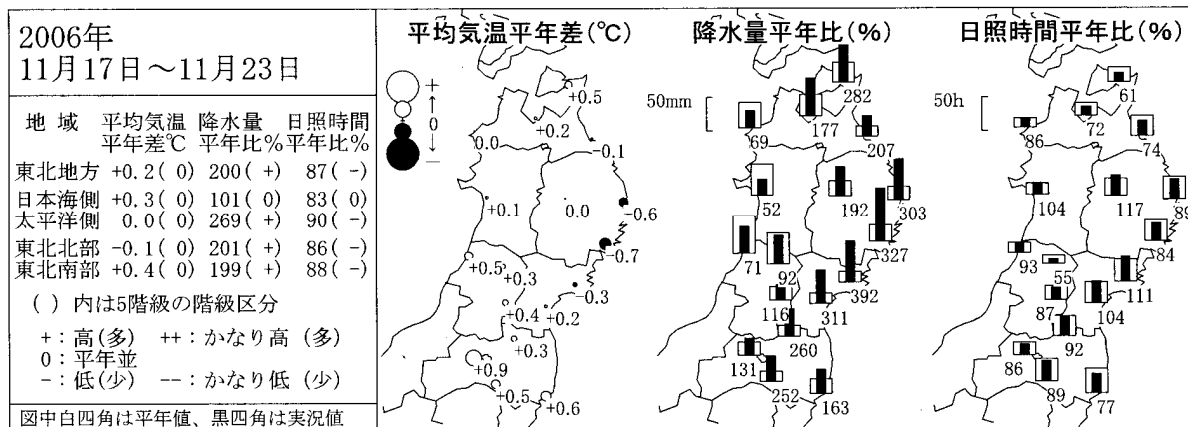 2006年
11月17日～11月23日
地 域 平均気温 降水量 日照時間
平年差℃ 平年比% 平年比%
東北地方 +0.2( 0) 200( +) 87( -)
日本海側 +0.3( 0) 101( 0) 83( 0)
太平洋側 0.0( 0) 269( +) 90( -)
東北北部 -0.1( 0) 201( +) 86( -)
東北南部 +0.4( 0) 199( +) 88( -)
( ) 内は5階級の階級区分
+：高(多) ++：かなり高 (多)
0：平年並
-：低(少) --：かなり低 (少)
図中白四角は平年値、黒四角は実況値
平均気温平年差(℃)
+
↑
0
↓
-
+0.5
+0.2
0.0
-0.1
+0.1
0.0
-0.6
-0.7
+0.5
+0.3
-0.3
+0.4
+0.2
+0.3
+0.9
+0.5
+0.6
降水量平年比(%)
50mm
282
177
69
207
52
192
303
327
71
92
392
116
311
260
131
252
163
日照時間平年比(%)
50h
61
72
86
74
104
117
89
84
93
55
111
87
104
92
86
89
77